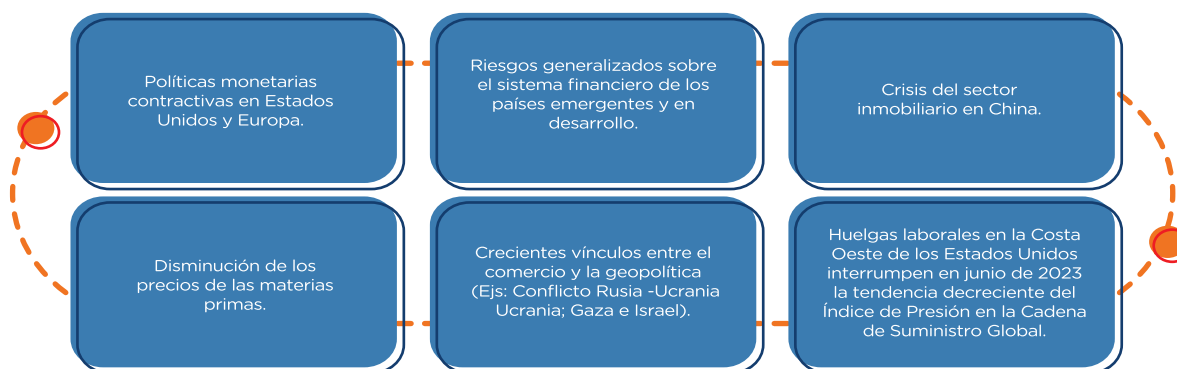 Políticas monetarias
contractivas en Estados
Unidos y Europa.
Riesgos generalizados sobre
el sistema financiero de los
países emergentes y en
desarrollo.
Crisis del sector
inmobiliario en China.
Disminución de los
precios de las materias
primas.
Crecientes vínculos entre el
comercio y la geopolítica
(Ejs: Conflicto Rusia -Ucrania
Ucrania; Gaza e Israel).
Huelgas laborales en la Costa
Oeste de los Estados Unidos
interrumpen en junio de 2023
la tendencia decreciente del
Índice de Presión en la Cadena
de Suministro Global.